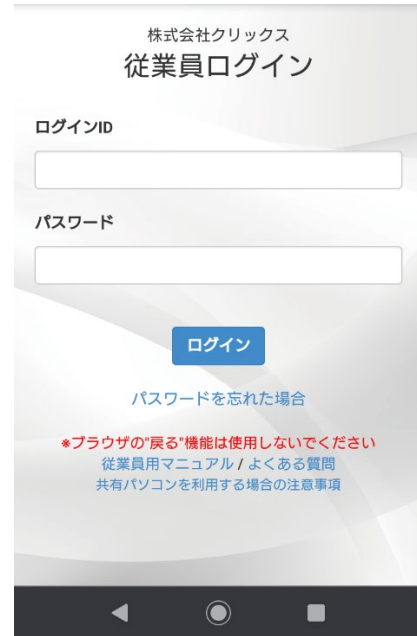 株式会社クリックス
従業員ログイン
ログインID
パスワード
ログイン
パスワードを忘れた場合
※ブラウザの"戻る"機能は使用しないでください
従業員用マニュアル / よくある質問
共有パソコンを利用する場合の注意事項